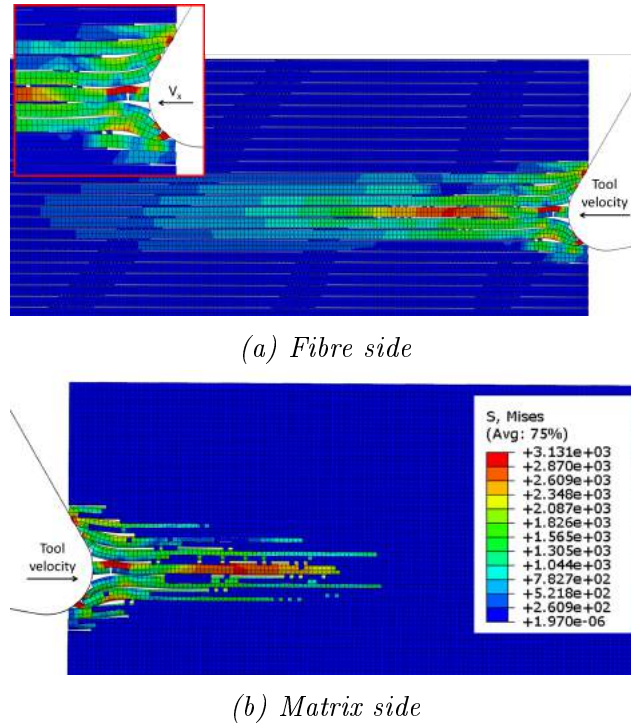 Vx
Tool
velocity
(a) Fibre side
S, Mises
(Avg: 75%)
+3.131e+03
+2.870e+03
+2.609e+03
+2.348e+03
+2.087e+03
+1.826e+03
+1.565e+03
+1.305e+03
+1.044e+03
+7.827e+02
+5.218e+02
+2.609e+02
+1.970e-06
Tool
velocity
(b) Matrix side